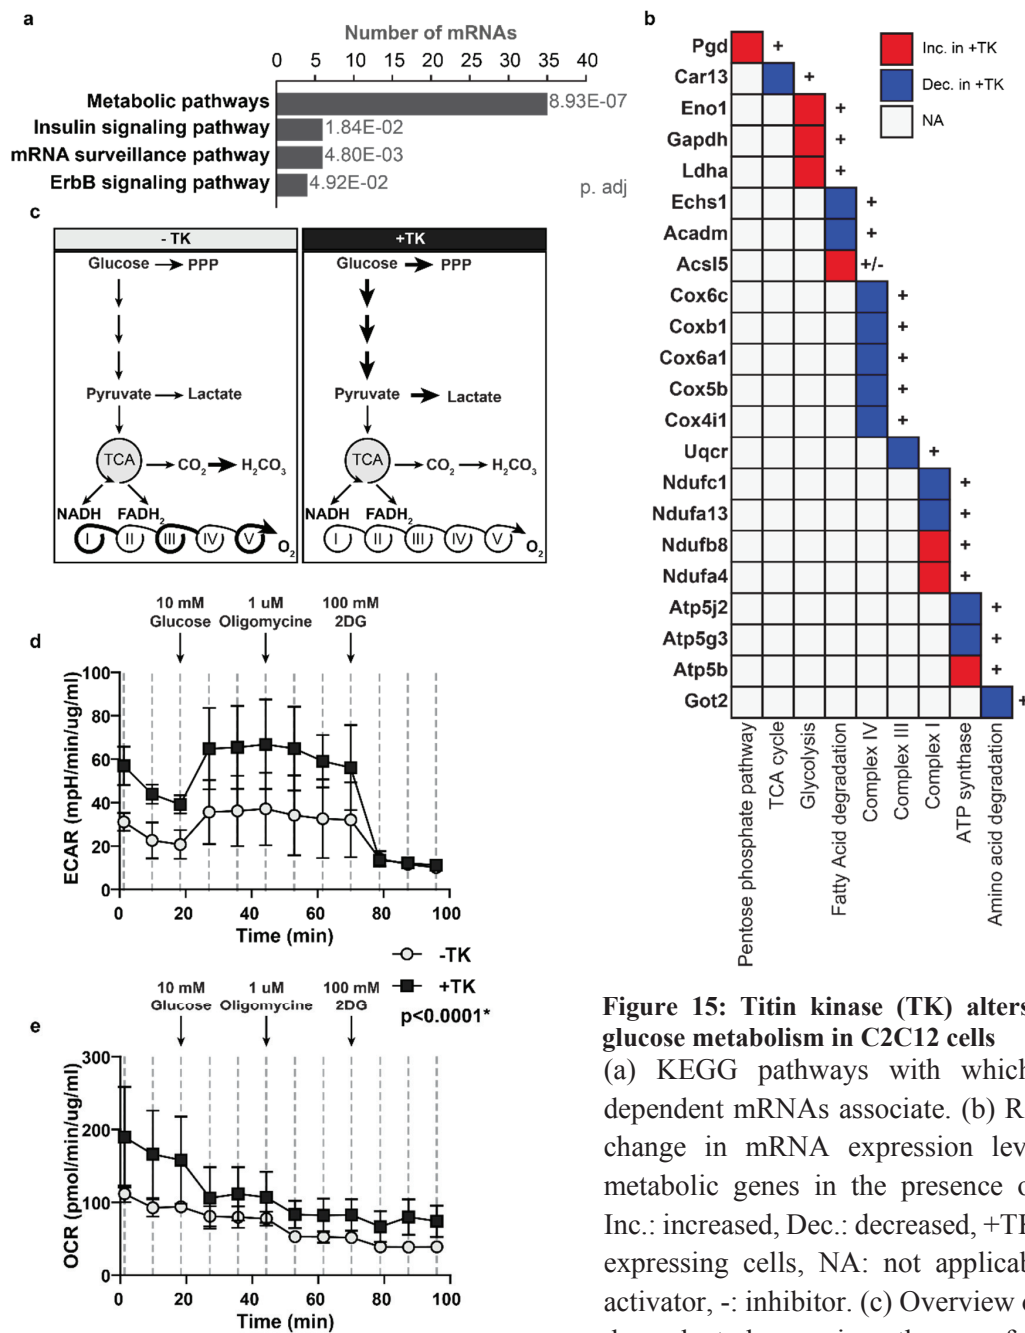 a
Number of mRNAs
0 5 10 15 20 25 30 35 40
Metabolic pathways 8.93E-07
Insulin signaling pathway 1.84E-02
mRNA surveillance pathway 4.80E-03
ErbB signaling pathway 4.92E-02
p. adj
b
Inc. in +TK
Dec. in +TK
NA
Pgd +
Car13 +
Eno1 +
Gapdh +
Ldha +
Echs1 +
Acadm +
Acsl5 +/-
Cox6c +
Coxb1 +
Cox6a1 +
Cox5b +
Cox4i1 +
Uqcr +
Ndufc1 +
Ndufa13 +
Ndufb8 +
Ndufa4 +
Atp5j2 +
Atp5g3 +
Atp5b +
Got2 +
Pentose phosphate pathway
TCA cycle
Glycolysis
Fatty Acid degradation
Complex IV
Complex III
Complex I
ATP synthase
Amino acid degradation
c
- TK
Glucose PPP
Pyruvate Lactate
TCA CO2 H2CO3
NADH FADH2
I II III IV V O2
+TK
Glucose PPP
Pyruvate Lactate
TCA CO2 H2CO3
NADH FADH2
I II III IV V O2
d
10 mM Glucose
1 uM Oligomycine
100 mM 2DG
ECAR (mpH/min/ug/ml)
100
80
60
40
20
0
0 20 40 60 80 100
Time (min)
-TK
+TK
p<0.0001*
e
10 mM Glucose
1 uM Oligomycine
100 mM 2DG
OCR (pmol/min/ug/ml)
300
200
100
0
0 20 40 60 80 100
Time (min)
Figure 15: Titin kinase (TK) alters
glucose metabolism in C2C12 cells
(a) KEGG pathways with which
dependent mRNAs associate. (b) R
change in mRNA expression lev
metabolic genes in the presence o
Inc.: increased, Dec.: decreased, +T
expressing cells, NA: not applicab
activator, -: inhibitor. (c) Overview